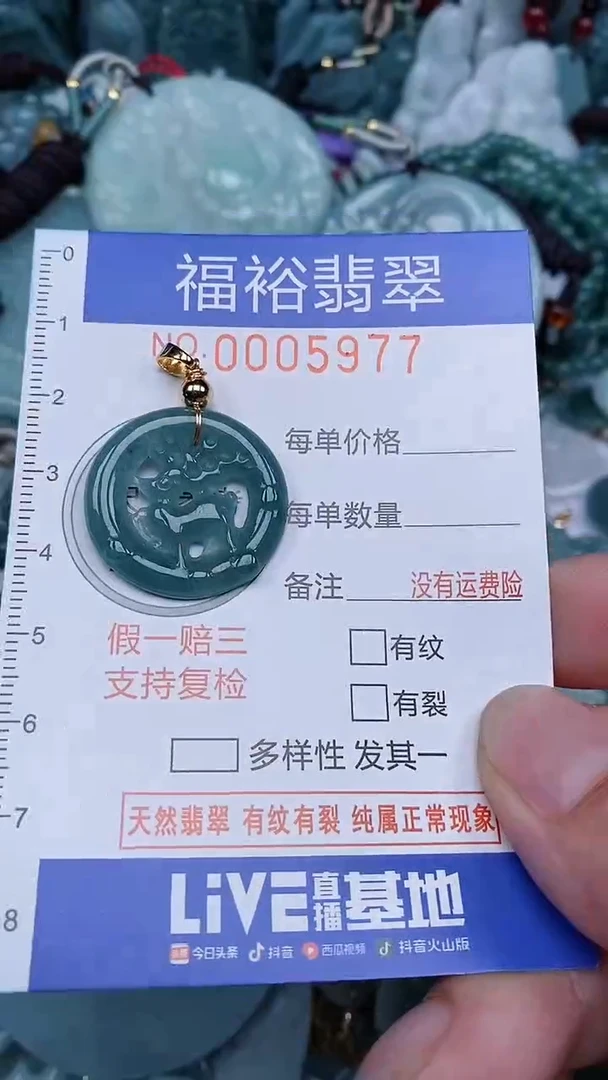 0
福裕翡翠
1
NO.0005977
2
每单价格
3
每单数量
4
备注 没有运费险
假一赔三
5
有纹
支持复检
有裂
6
多样性 发其一
7
天然翡翠 有纹有裂 纯属正常现象
8
LiVE直播基地
头条 今日头条 抖音 西瓜视频 抖音火山版